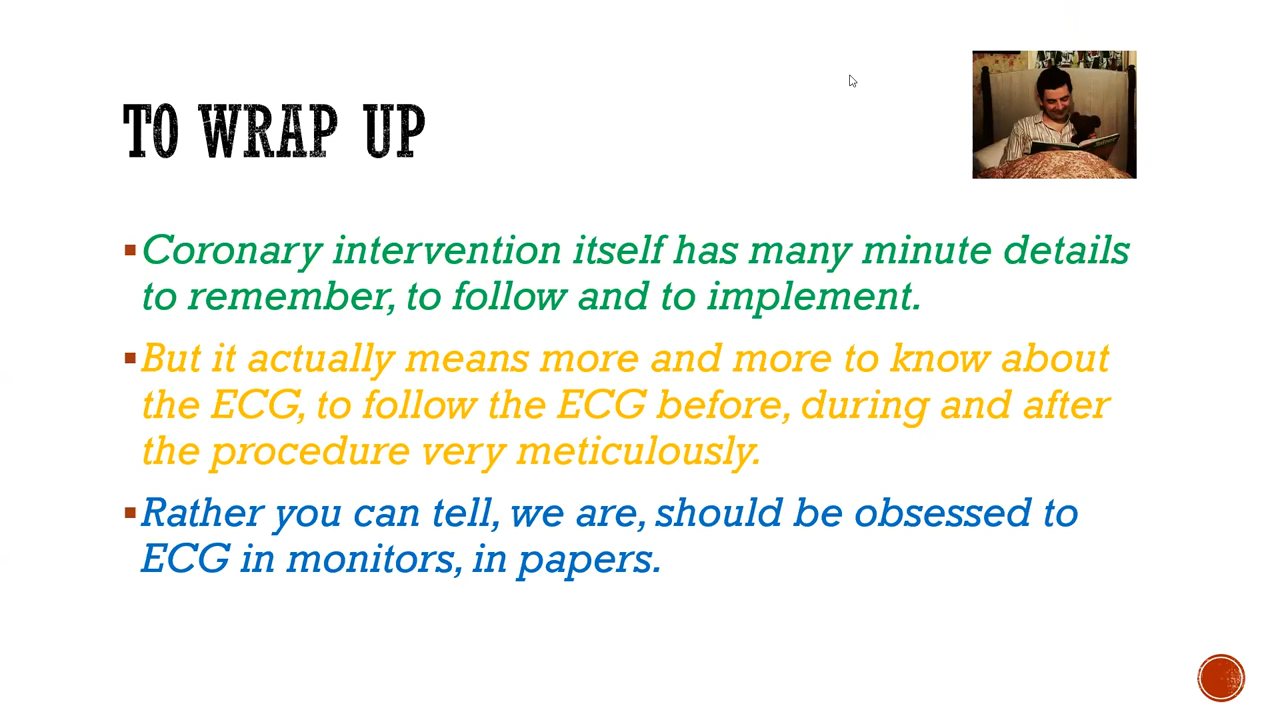 TO WRAP UP
Coronary intervention itself has many minute details
to remember, to follow and to implement.
But it actually means more and more to know about
the ECG, to follow the ECG before, during and after
the procedure very meticulously.
Rather you can tell, we are, should be obsessed to
ECG in monitors, in papers.